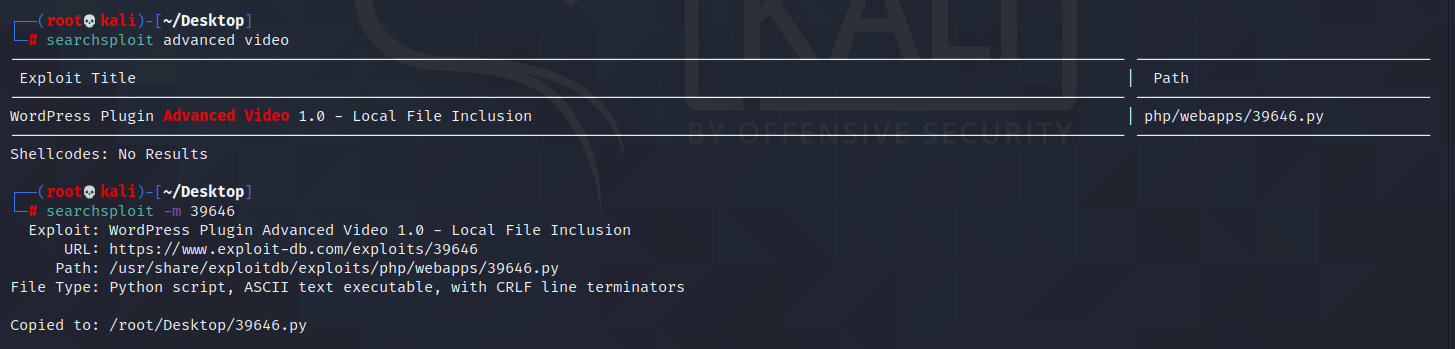 ┌──(root💀kali)-[~/Desktop]
└─# searchsploit advanced video
Exploit Title | Path
WordPress Plugin Advanced Video 1.0 - Local File Inclusion | php/webapps/39646.py
Shellcodes: No Results
┌──(root💀kali)-[~/Desktop]
└─# searchsploit -m 39646
Exploit: WordPress Plugin Advanced Video 1.0 - Local File Inclusion
URL: https://www.exploit-db.com/exploits/39646
Path: /usr/share/exploitdb/exploits/php/webapps/39646.py
File Type: Python script, ASCII text executable, with CRLF line terminators
Copied to: /root/Desktop/39646.py
KALI
BY OFFENSIVE SECURITY